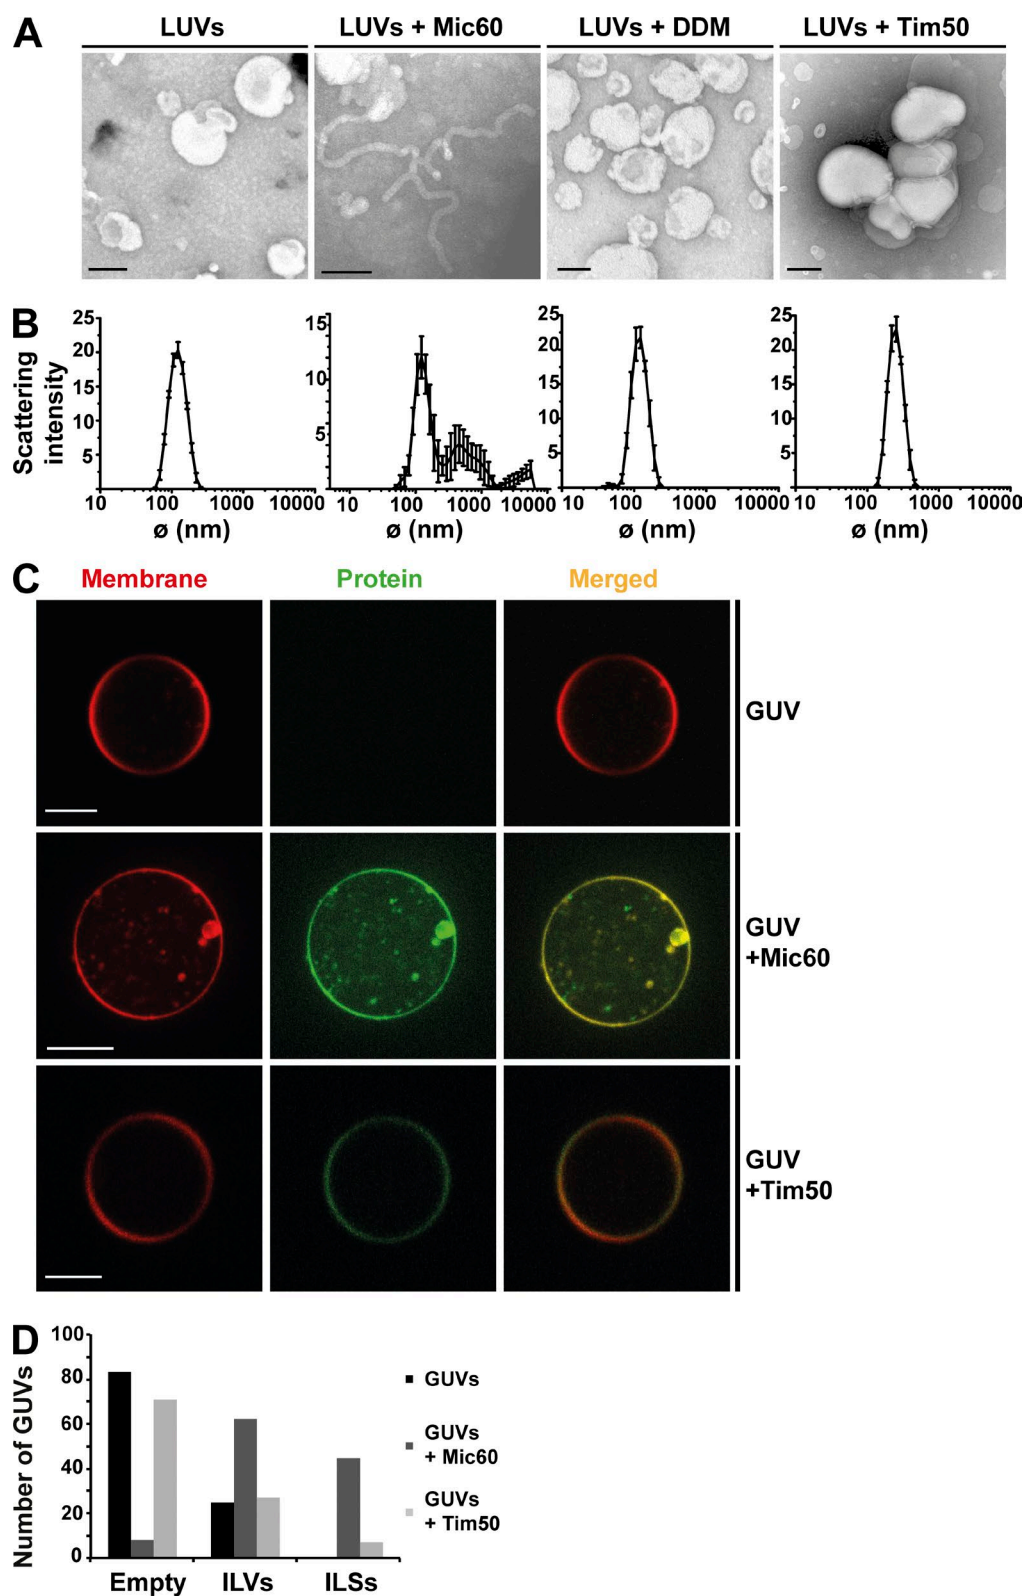 A
LUVs
LUVs + Mic60
LUVs + DDM
LUVs + Tim50
B
Scattering
intensity
25
20
15
10
5
10 100 1000 10000
ø (nm)
15
10
5
10 100 1000 10000
ø (nm)
25
20
15
10
5
10 100 1000 10000
ø (nm)
25
20
15
10
5
10 100 1000 10000
ø (nm)
C
Membrane
Protein
Merged
GUV
GUV
+Mic60
GUV
+Tim50
D
Number of GUVs
100
80
60
40
20
0
Empty
ILVs
ILSs
GUVs
GUVs
+ Mic60
GUVs
+ Tim50